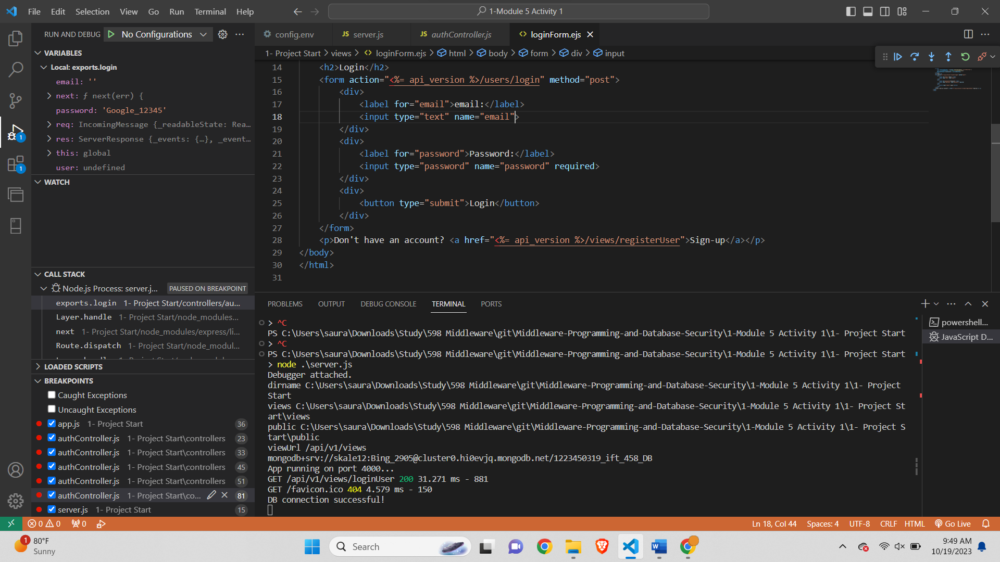 File Edit Selection View Go Run Terminal Help
1-Module 5 Activity 1
RUN AND DEBUG No Configurations
config.env
JS server.js
JS authController.js
loginForm.ejs
1- Project Start > views > loginForm.ejs > html > body > form > div > input
VARIABLES
Local: exports.login
email: ''
next: ƒ next(err) {
password: 'Google_12345'
req: IncomingMessage {_readableState: Rea…
res: ServerResponse {_events: {…}, _event…
this: global
user: undefined
WATCH
CALL STACK
Node.js Process: server.j... PAUSED ON BREAKPOINT
exports.login 1- Project Start/controllers/au...
Layer.handle 1- Project Start/node_modules...
next 1- Project Start/node_modules/express/li...
Route.dispatch 1- Project Start/node_modul...
LOADED SCRIPTS
BREAKPOINTS
Caught Exceptions
Uncaught Exceptions
app.js 1- Project Start 36
authController.js 1- Project Start\controllers 23
authController.js 1- Project Start\controllers 33
authController.js 1- Project Start\controllers 45
authController.js 1- Project Start\controllers 51
authController.js 1- Project Start\co... 81
server.js 1- Project Start 15
14 <h2>Login</h2>
15 <form action="<%= api_version %>/users/login" method="post">
16 <div>
17 <label for="email">email:</label>
18 <input type="text" name="email">
19 </div>
20 <div>
21 <label for="password">Password:</label>
22 <input type="password" name="password" required>
23 </div>
24 <div>
25 <button type="submit">Login</button>
26 </div>
27 </form>
28 <p>Don't have an account? <a href="<%= api_version %>/views/registerUser">Sign-up</a></p>
29 </body>
30 </html>
31
PROBLEMS OUTPUT DEBUG CONSOLE TERMINAL PORTS
> ^C
PS C:\Users\saura\Downloads\Study\598 Middleware\git\Middleware-Programming-and-Database-Security\1-Module 5 Activity 1\1- Project Start
> ^C
PS C:\Users\saura\Downloads\Study\598 Middleware\git\Middleware-Programming-and-Database-Security\1-Module 5 Activity 1\1- Project Start
> node .\server.js
Debugger attached.
dirname C:\Users\saura\Downloads\Study\598 Middleware\git\Middleware-Programming-and-Database-Security\1-Module 5 Activity 1\1- Project
Start
views C:\Users\saura\Downloads\Study\598 Middleware\git\Middleware-Programming-and-Database-Security\1-Module 5 Activity 1\1- Project St
art\views
public C:\Users\saura\Downloads\Study\598 Middleware\git\Middleware-Programming-and-Database-Security\1-Module 5 Activity 1\1- Project S
tart\public
viewUrl /api/v1/views
mongodb+srv://skale12:Bing_2905@cluster0.hi0evjq.mongodb.net/1223450319_ift_458_DB
App running on port 4000...
GET /api/v1/views/loginUser 200 31.271 ms - 881
GET /favicon.ico 404 4.579 ms - 150
DB connection successful!
powershell...
JavaScript D...
1
1
0 0 0
Ln 18, Col 44 Spaces: 4 UTF-8 CRLF HTML Go Live
1
80°F
Sunny
Search
9:49 AM
10/19/2023